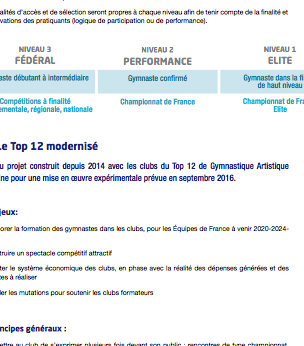 alités d'accès et de sélection seront propres à chaque niveau afin de tenir compte de la finalité et
vations des pratiquants (logique de participation ou de performance).
NIVEAU 3
FÉDÉRAL
NIVEAU 2
PERFORMANCE
NIVEAU 1
ELITE
aste débutant à intermédiaire
Gymnaste confirmé
Gymnaste dans la fi
de haut niveau
Compétitions à finalité
ementale, régionale, nationale
Championnat de France
Championnat de Fra
Elite
Le Top 12 modernisé
u projet construit depuis 2014 avec les clubs du Top 12 de Gymnastique Artistique
ine pour une mise en œuvre expérimentale prévue en septembre 2016.
jeux:
orer la formation des gymnastes dans les clubs, pour les Équipes de France à venir 2020-2024-
truire un spectacle compétitif attractif
ter le système économique des clubs, en phase avec la réalité des dépenses générées et des
tes à réaliser
ler les mutations pour soutenir les clubs formateurs
ncipes généraux :
ettre au club de s'exprimer plusieurs fois devant son public : rencontres de type championnat